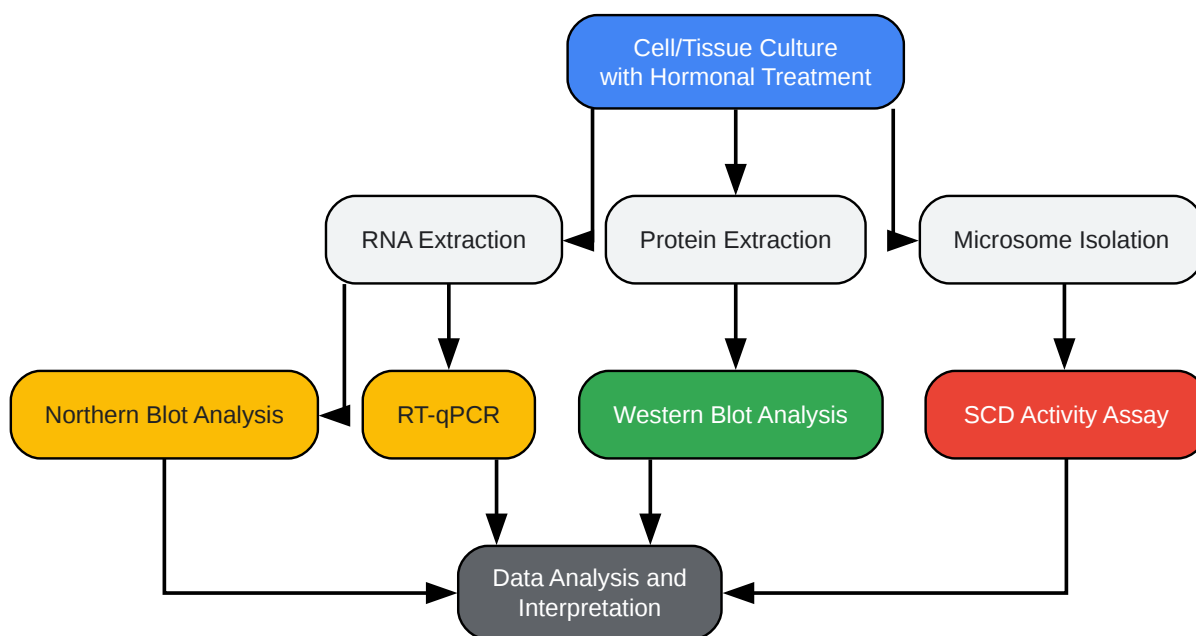 Cell/Tissue Culture
with Hormonal Treatment
RNA Extraction
Protein Extraction
Microsome Isolation
Northern Blot Analysis
RT-qPCR
Western Blot Analysis
SCD Activity Assay
Data Analysis and
Interpretation